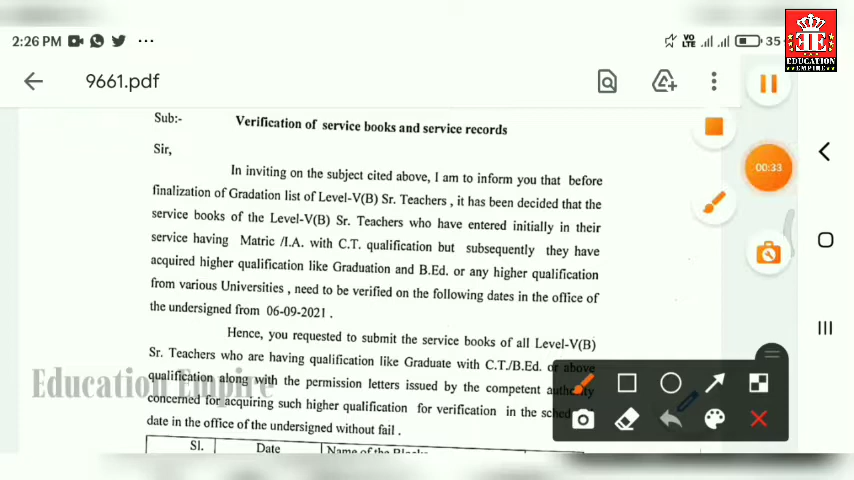 2:26 PM
VO
LTE
35
EDUCATION
EMPIRE
9661.pdf
Sub:- Verification of service books and service records
00:33
Sir,
In inviting on the subject cited above, I am to inform you that before
finalization of Gradation list of Level-V(B) Sr. Teachers , it has been decided that the
service books of the Level-V(B) Sr. Teachers who have entered initially in their
service having Matric /I.A. with C.T. qualification but subsequently they have
acquired higher qualification like Graduation and B.Ed. or any higher qualification
from various Universities , need to be verified on the following dates in the office of
the undersigned from 06-09-2021 .
Hence, you requested to submit the service books of all Level-V(B)
Sr. Teachers who are having qualification like Graduate with C.T./B.Ed. or above
qualification along with the permission letters issued by the competent
concerned for acquiring such higher qualification for verification in the
date in the office of the undersigned without fail .
Education Empire
Sl. Date Name of the